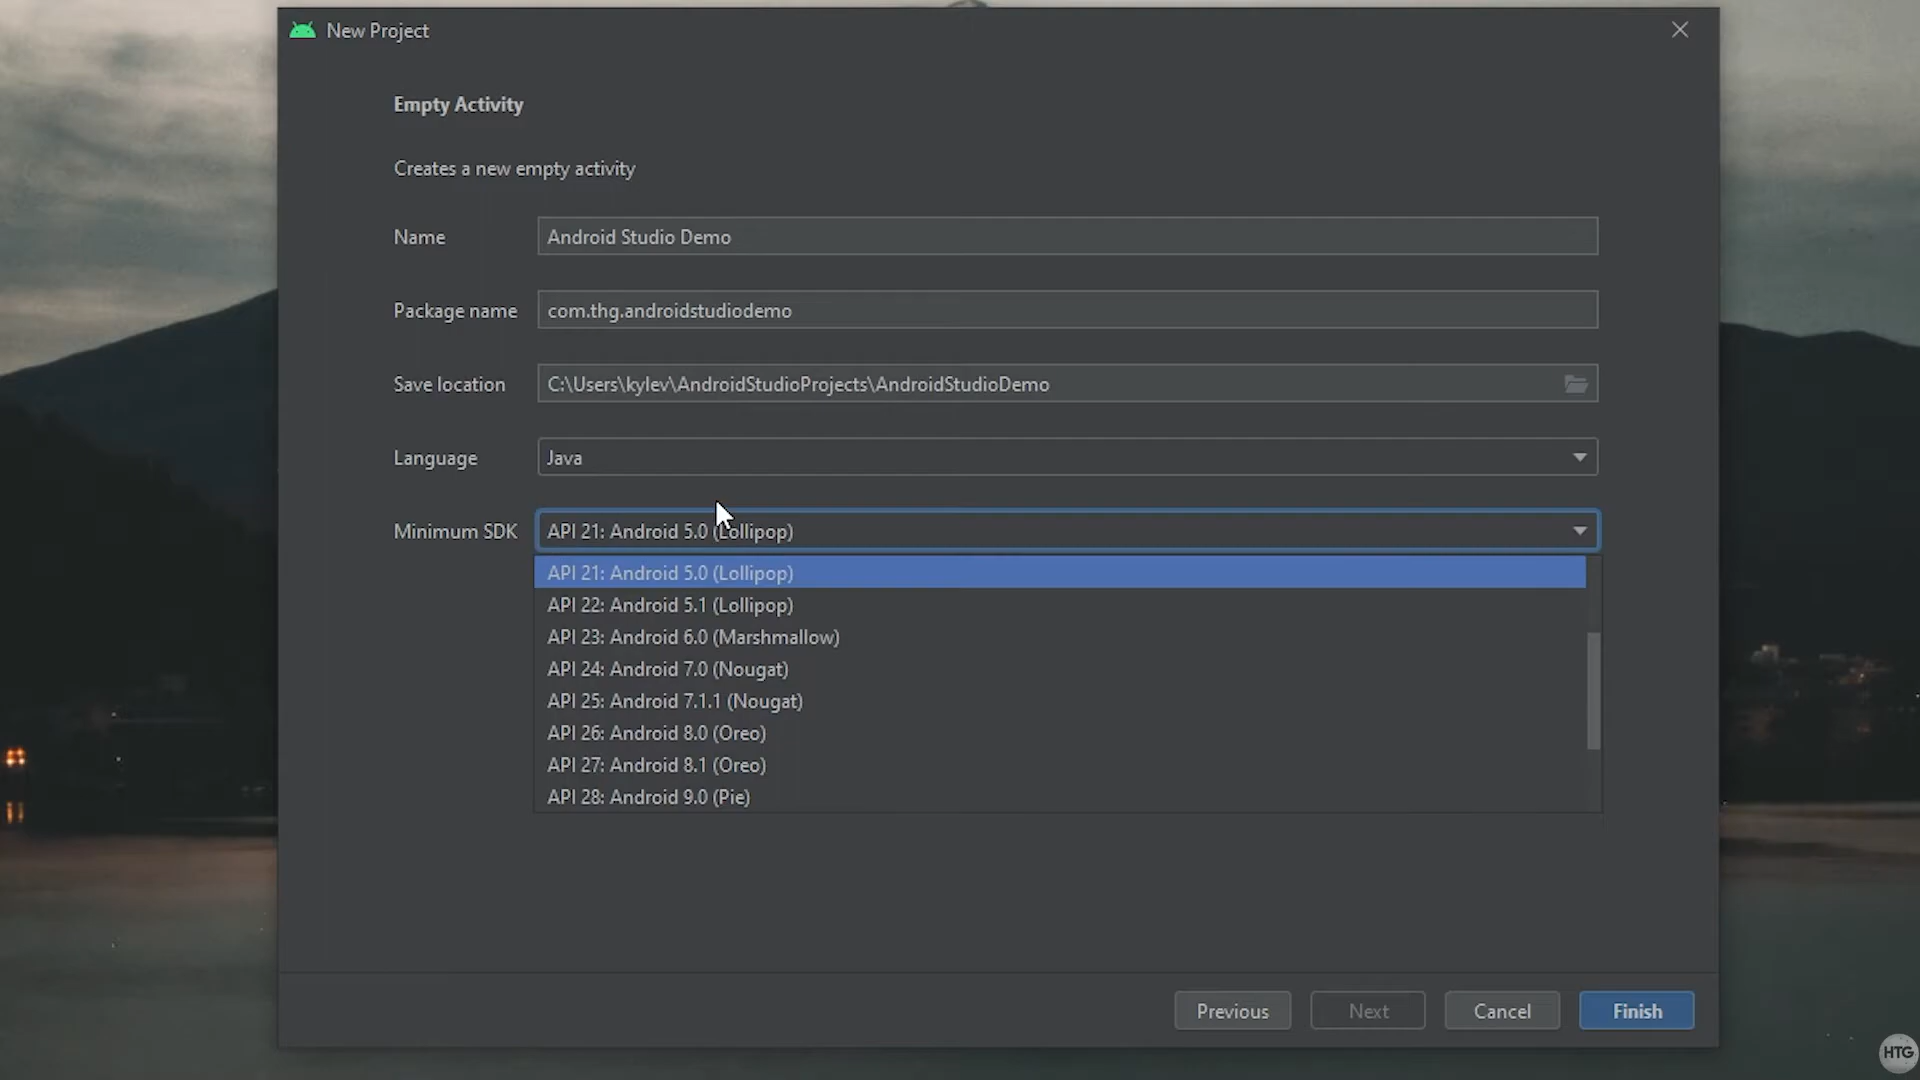 New Project
Empty Activity
Creates a new empty activity
Name
Android Studio Demo
Package name
com.thg.androidstudiodemo
Save location
C:\Users\kylev\AndroidStudioProjects\AndroidStudioDemo
Language
Java
Minimum SDK
API 21: Android 5.0 (Lollipop)
API 21: Android 5.0 (Lollipop)
API 22: Android 5.1 (Lollipop)
API 23: Android 6.0 (Marshmallow)
API 24: Android 7.0 (Nougat)
API 25: Android 7.1.1 (Nougat)
API 26: Android 8.0 (Oreo)
API 27: Android 8.1 (Oreo)
API 28: Android 9.0 (Pie)
Previous
Next
Cancel
Finish
HTG